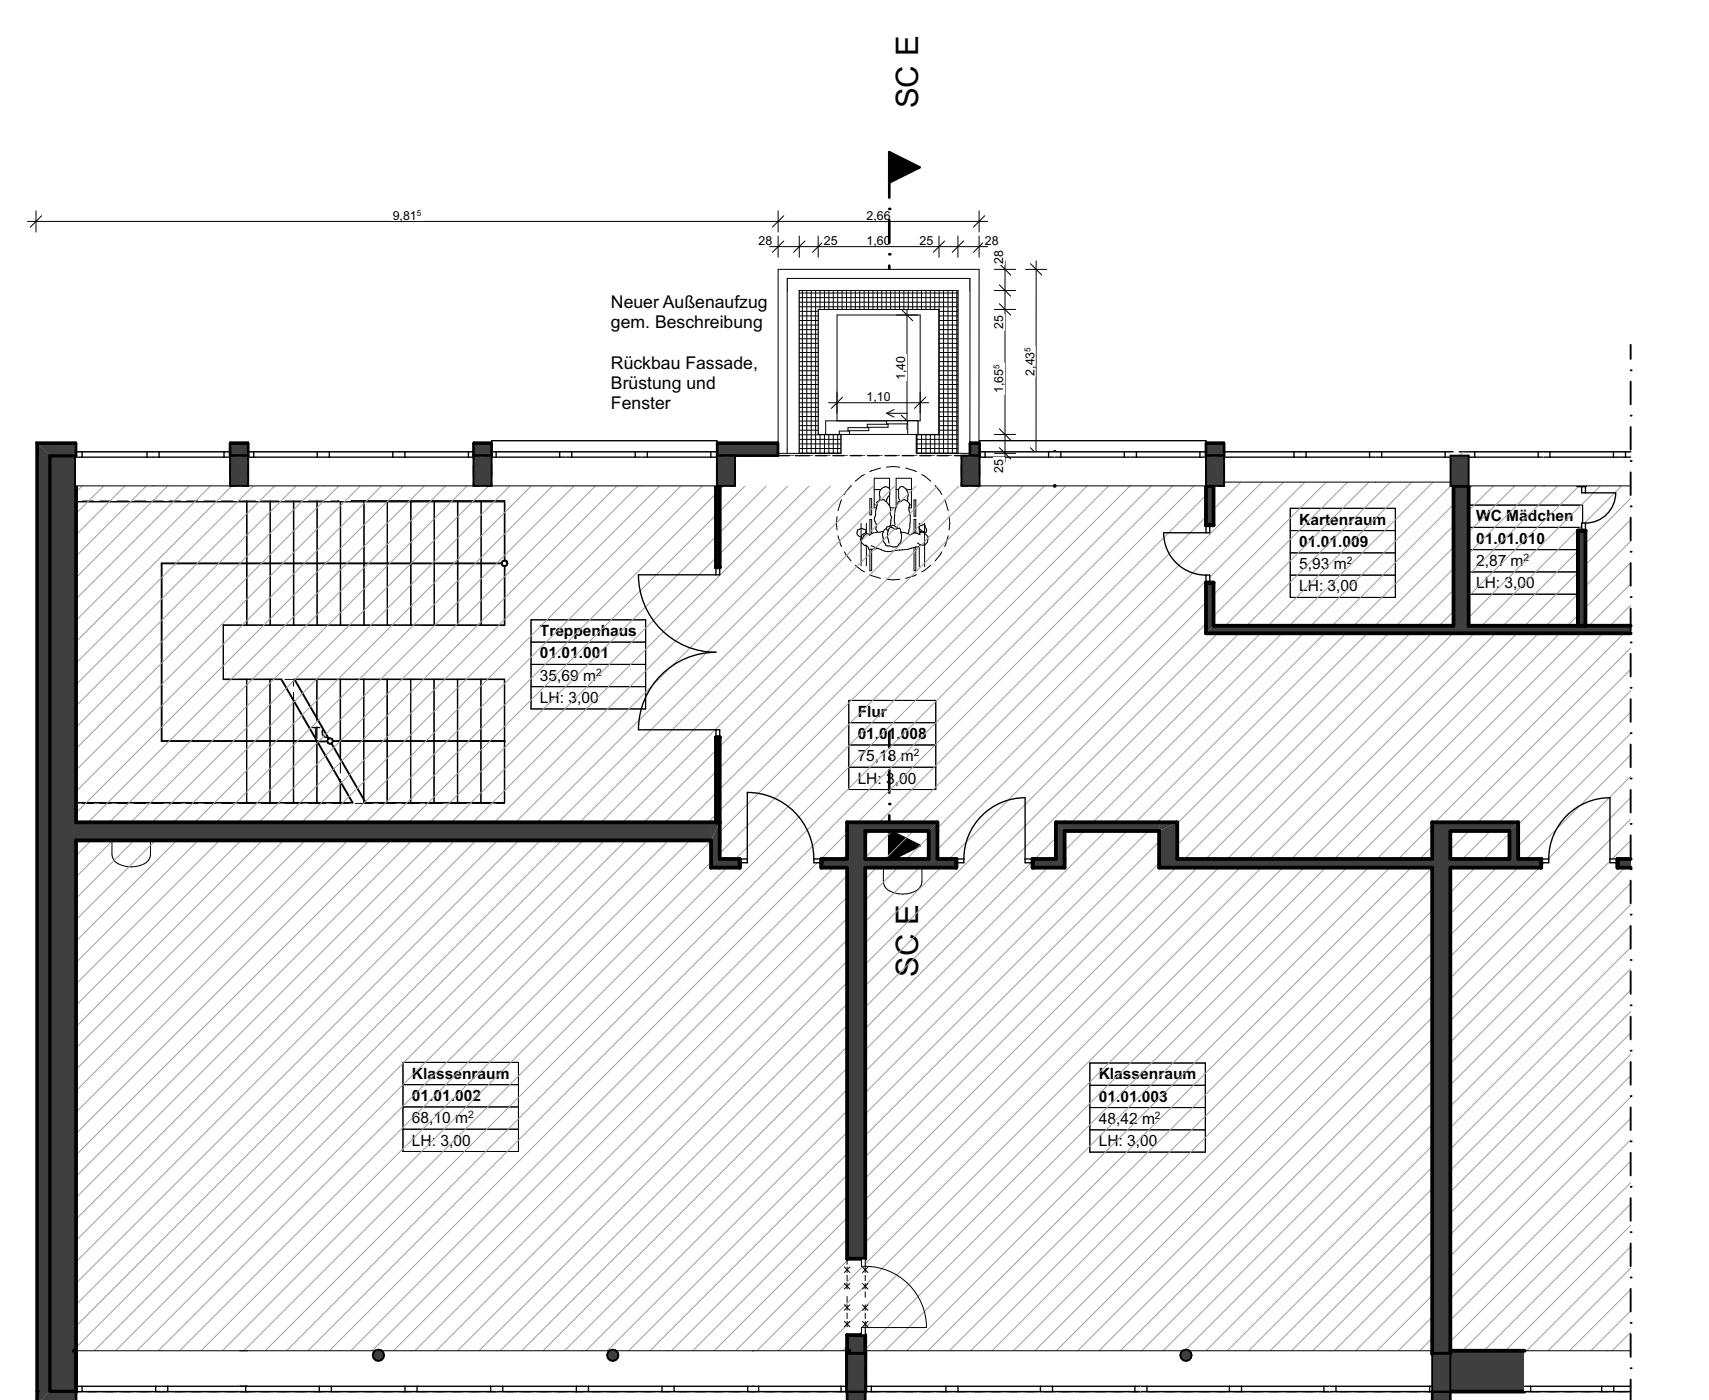 SC E
9,81⁵
2,66
28
25
1,60
25
28
28
Neuer Außenaufzug
gem. Beschreibung
25
1,40
1,65⁵
2,43⁵
Rückbau Fassade,
Brüstung und
Fenster
1,10
25
Kartenraum
01.01.009
5,93 m²
LH: 3,00
WC Mädchen
01.01.010
2,87 m²
LH: 3,00
Treppenhaus
01.01.001
35,69 m²
LH: 3,00
Flur
01.01.008
75,18 m²
LH: 3,00
SC E
Klassenraum
01.01.002
68,10 m²
LH: 3,00
Klassenraum
01.01.003
48,42 m²
LH: 3,00